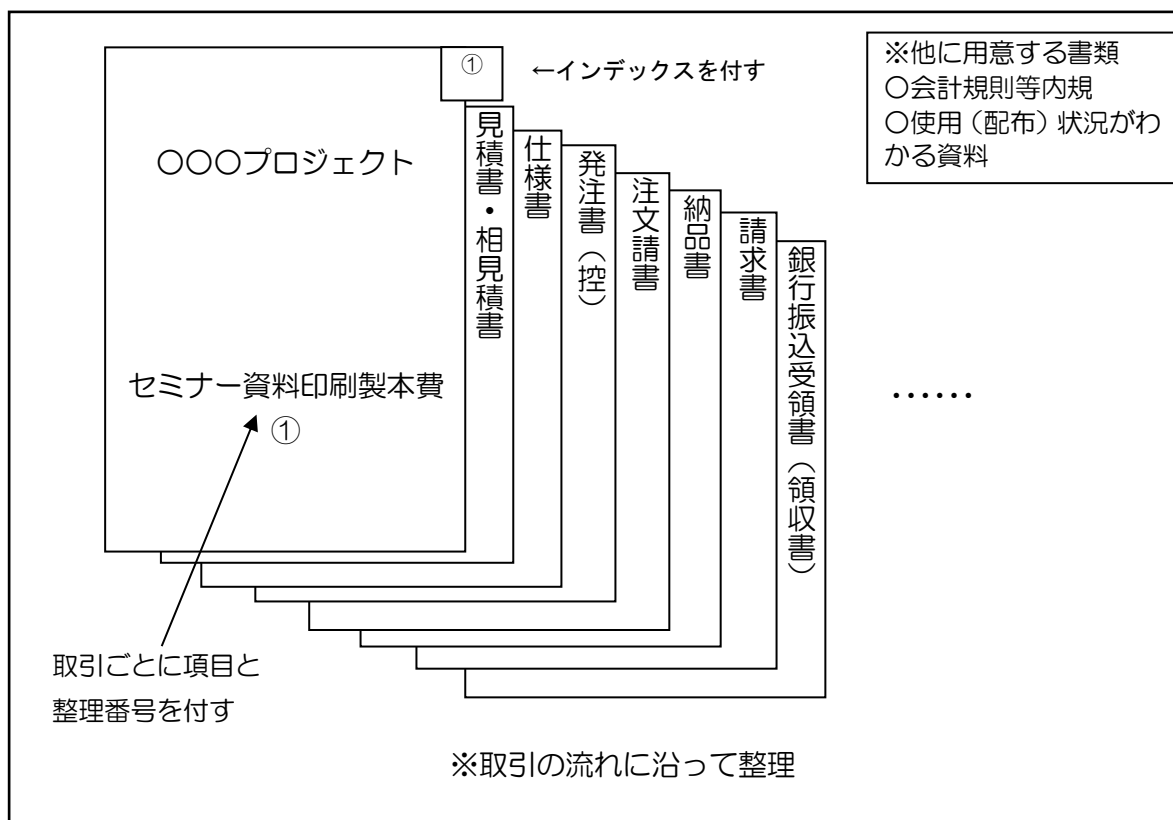 ①
←インデックスを付す
※他に用意する書類
○会計規則等内規
○使用（配布）状況がわ
かる資料
○○○プロジェクト
セミナー資料印刷製本費
①
見積書・相見積書
仕様書
発注書（控）
注文請書
納品書
請求書
銀行振込受領書（領収書）
……
取引ごとに項目と
整理番号を付す
※取引の流れに沿って整理